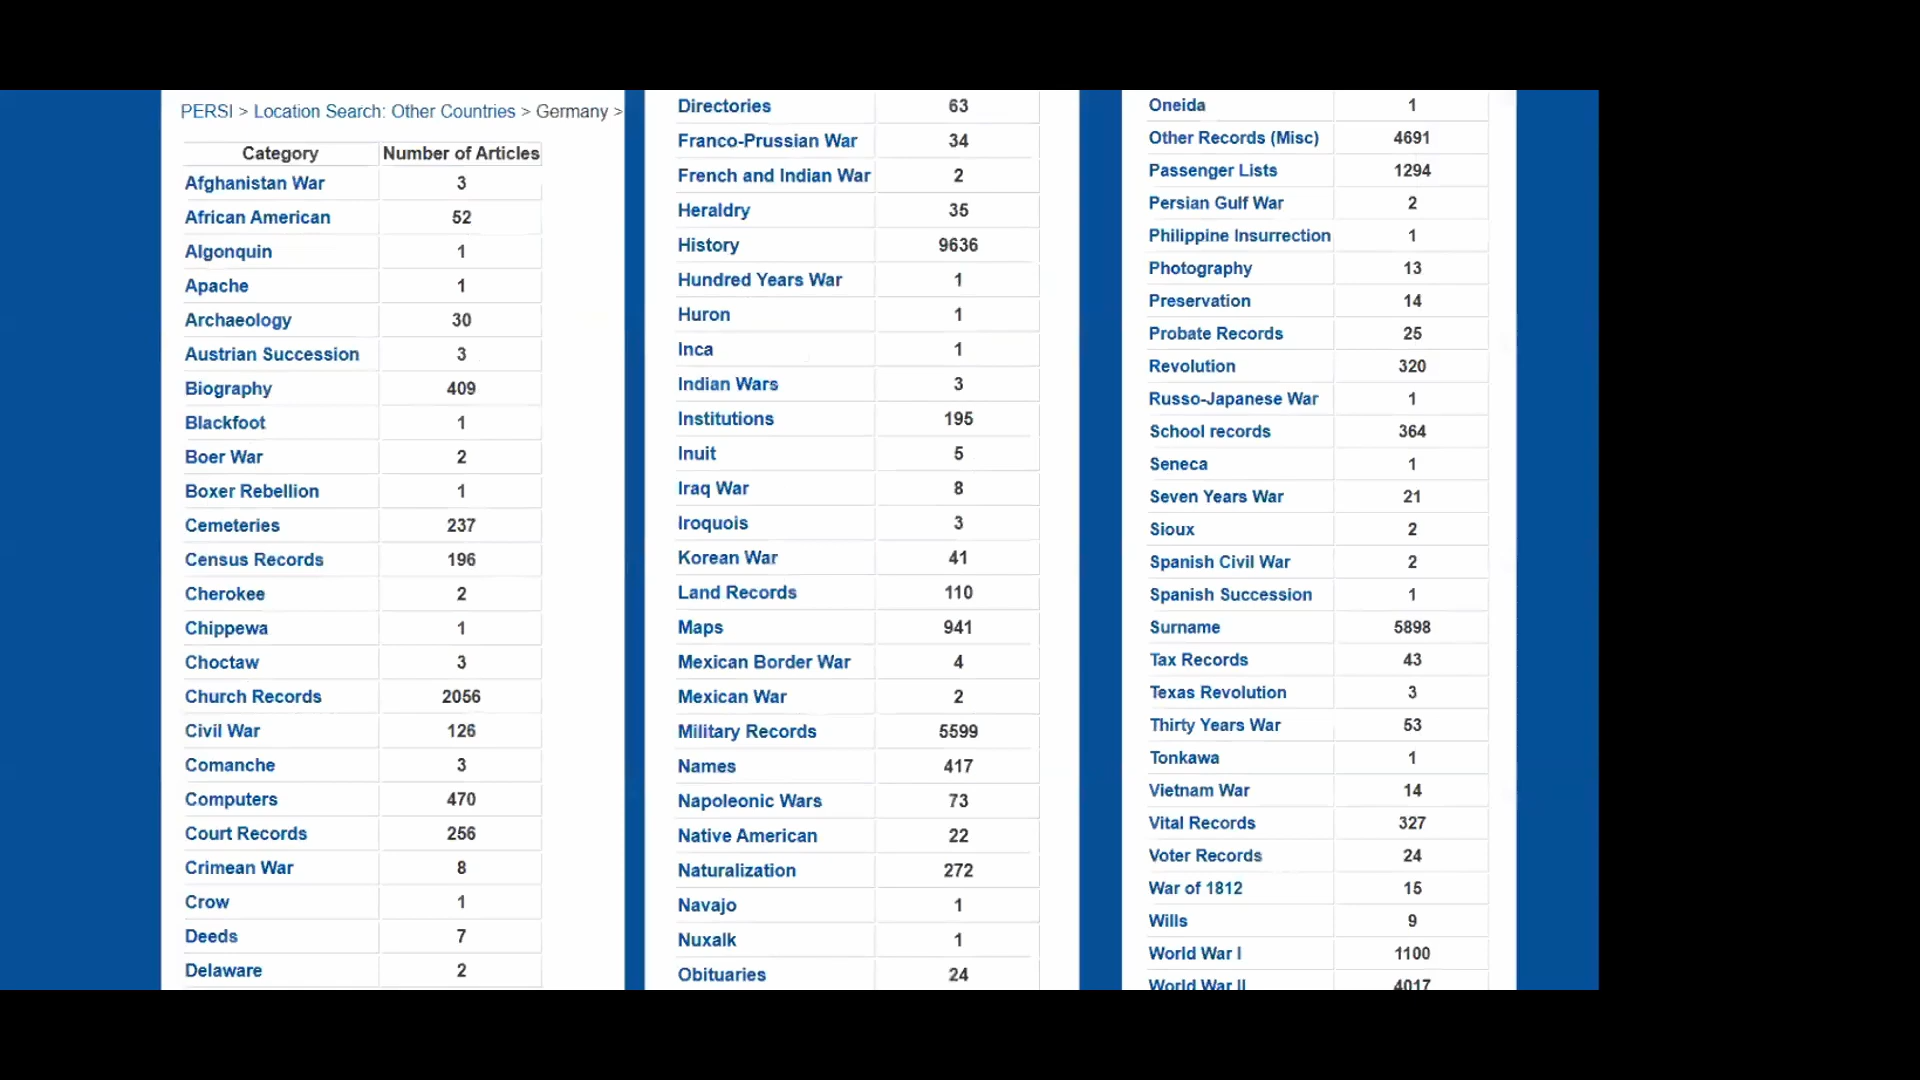 PERSI > Location Search: Other Countries > Germany >
Category Number of Articles
Afghanistan War 3
African American 52
Algonquin 1
Apache 1
Archaeology 30
Austrian Succession 3
Biography 409
Blackfoot 1
Boer War 2
Boxer Rebellion 1
Cemeteries 237
Census Records 196
Cherokee 2
Chippewa 1
Choctaw 3
Church Records 2056
Civil War 126
Comanche 3
Computers 470
Court Records 256
Crimean War 8
Crow 1
Deeds 7
Delaware 2
Directories 63
Franco-Prussian War 34
French and Indian War 2
Heraldry 35
History 9636
Hundred Years War 1
Huron 1
Inca 1
Indian Wars 3
Institutions 195
Inuit 5
Iraq War 8
Iroquois 3
Korean War 41
Land Records 110
Maps 941
Mexican Border War 4
Mexican War 2
Military Records 5599
Names 417
Napoleonic Wars 73
Native American 22
Naturalization 272
Navajo 1
Nuxalk 1
Obituaries 24
Oneida 1
Other Records (Misc) 4691
Passenger Lists 1294
Persian Gulf War 2
Philippine Insurrection 1
Photography 13
Preservation 14
Probate Records 25
Revolution 320
Russo-Japanese War 1
School records 364
Seneca 1
Seven Years War 21
Sioux 2
Spanish Civil War 2
Spanish Succession 1
Surname 5898
Tax Records 43
Texas Revolution 3
Thirty Years War 53
Tonkawa 1
Vietnam War 14
Vital Records 327
Voter Records 24
War of 1812 15
Wills 9
World War I 1100
World War II 4017